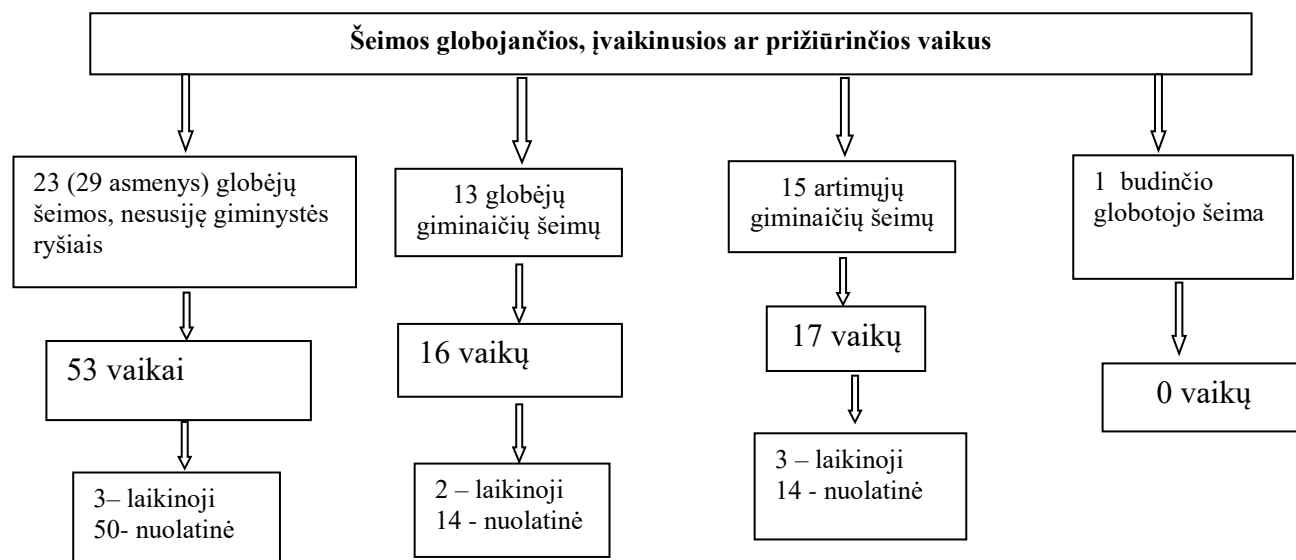 Šeimos globojančios, įvaikinusios ar prižiūrinčios vaikus
23 (29 asmenys) globėjų
šeimos, nesusiję giminystės
ryšiais
53 vaikai
3– laikinoji
50- nuolatinė
13 globėjų
giminaičių šeimų
16 vaikų
2 – laikinoji
14 - nuolatinė
15 artimųjų
giminaičių šeimų
17 vaikų
3 – laikinoji
14 - nuolatinė
1 budinčio
globotojo šeima
0 vaikų